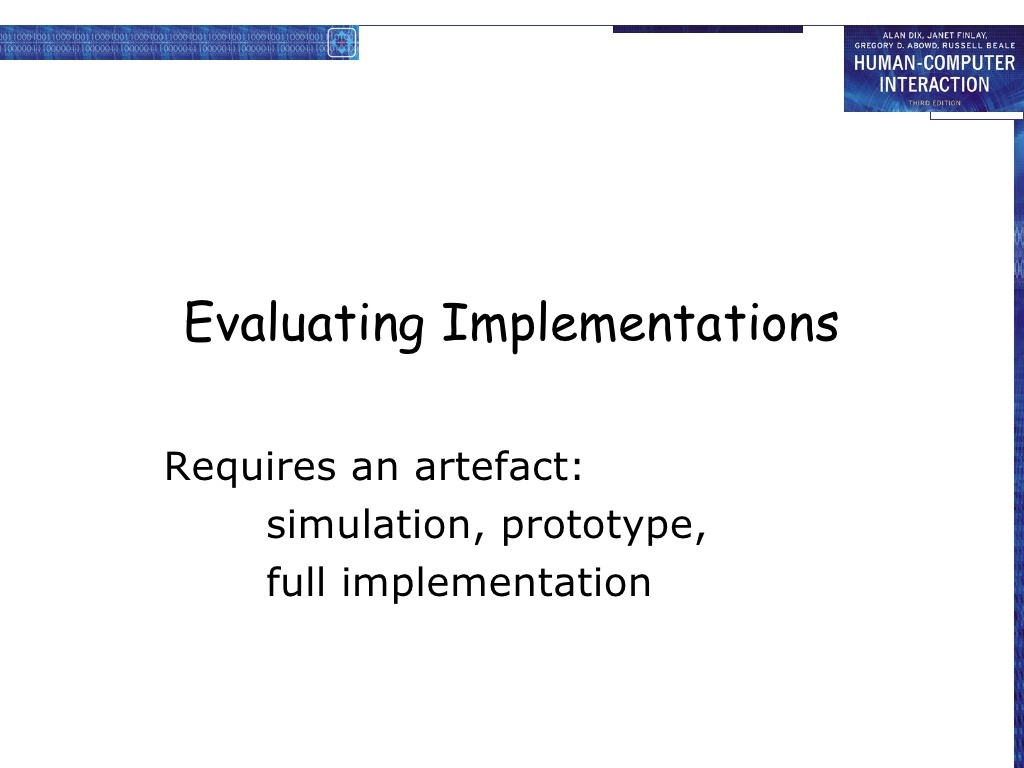 ALAN DIX, JANET FINLAY,
GREGORY D. ABOWD, RUSSELL BEALE
HUMAN-COMPUTER
INTERACTION
THIRD EDITION
Evaluating Implementations
Requires an artefact:
simulation, prototype,
full implementation